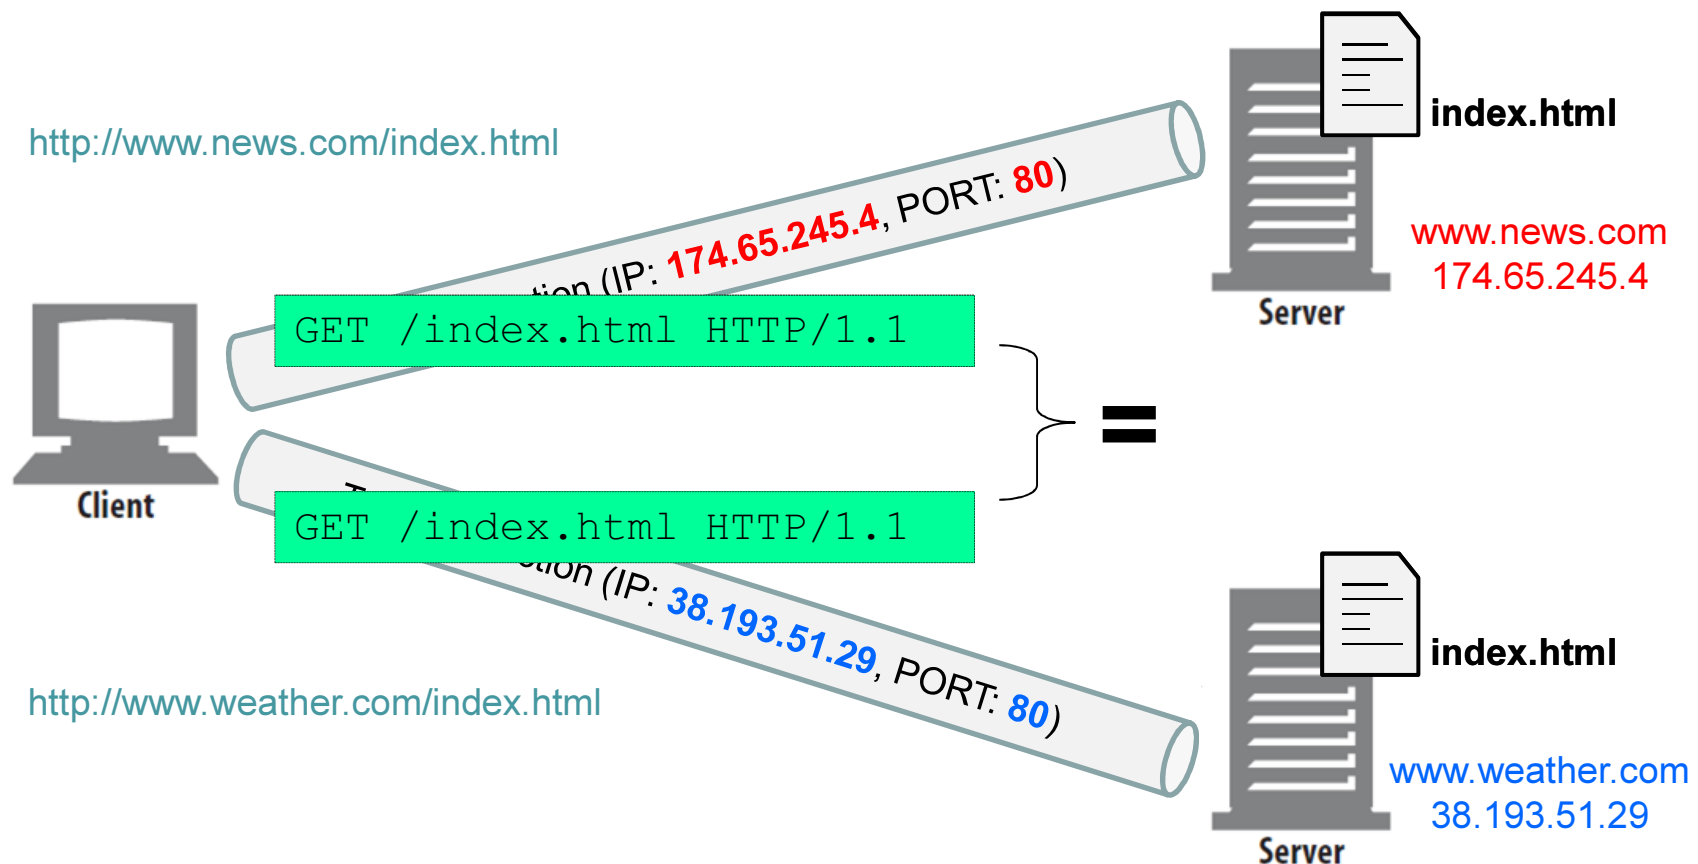 index.html
http://www.news.com/index.html
(IP: 174.65.245.4, PORT: 80)
www.news.com
174.65.245.4
Server
GET /index.html HTTP/1.1
=
Client
GET /index.html HTTP/1.1
(IP: 38.193.51.29, PORT: 80)
index.html
http://www.weather.com/index.html
www.weather.com
38.193.51.29
Server